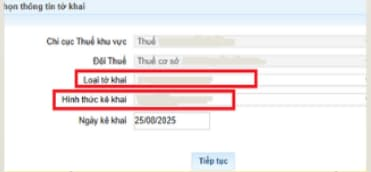 họn thông tin tờ khai
Chi cục Thuế khu vực Thuế
Đội Thuế Thuế cơ sở
Loại tờ khai
Hình thức kê khai
Ngày kê khai 25/08/2025
Tiếp tục